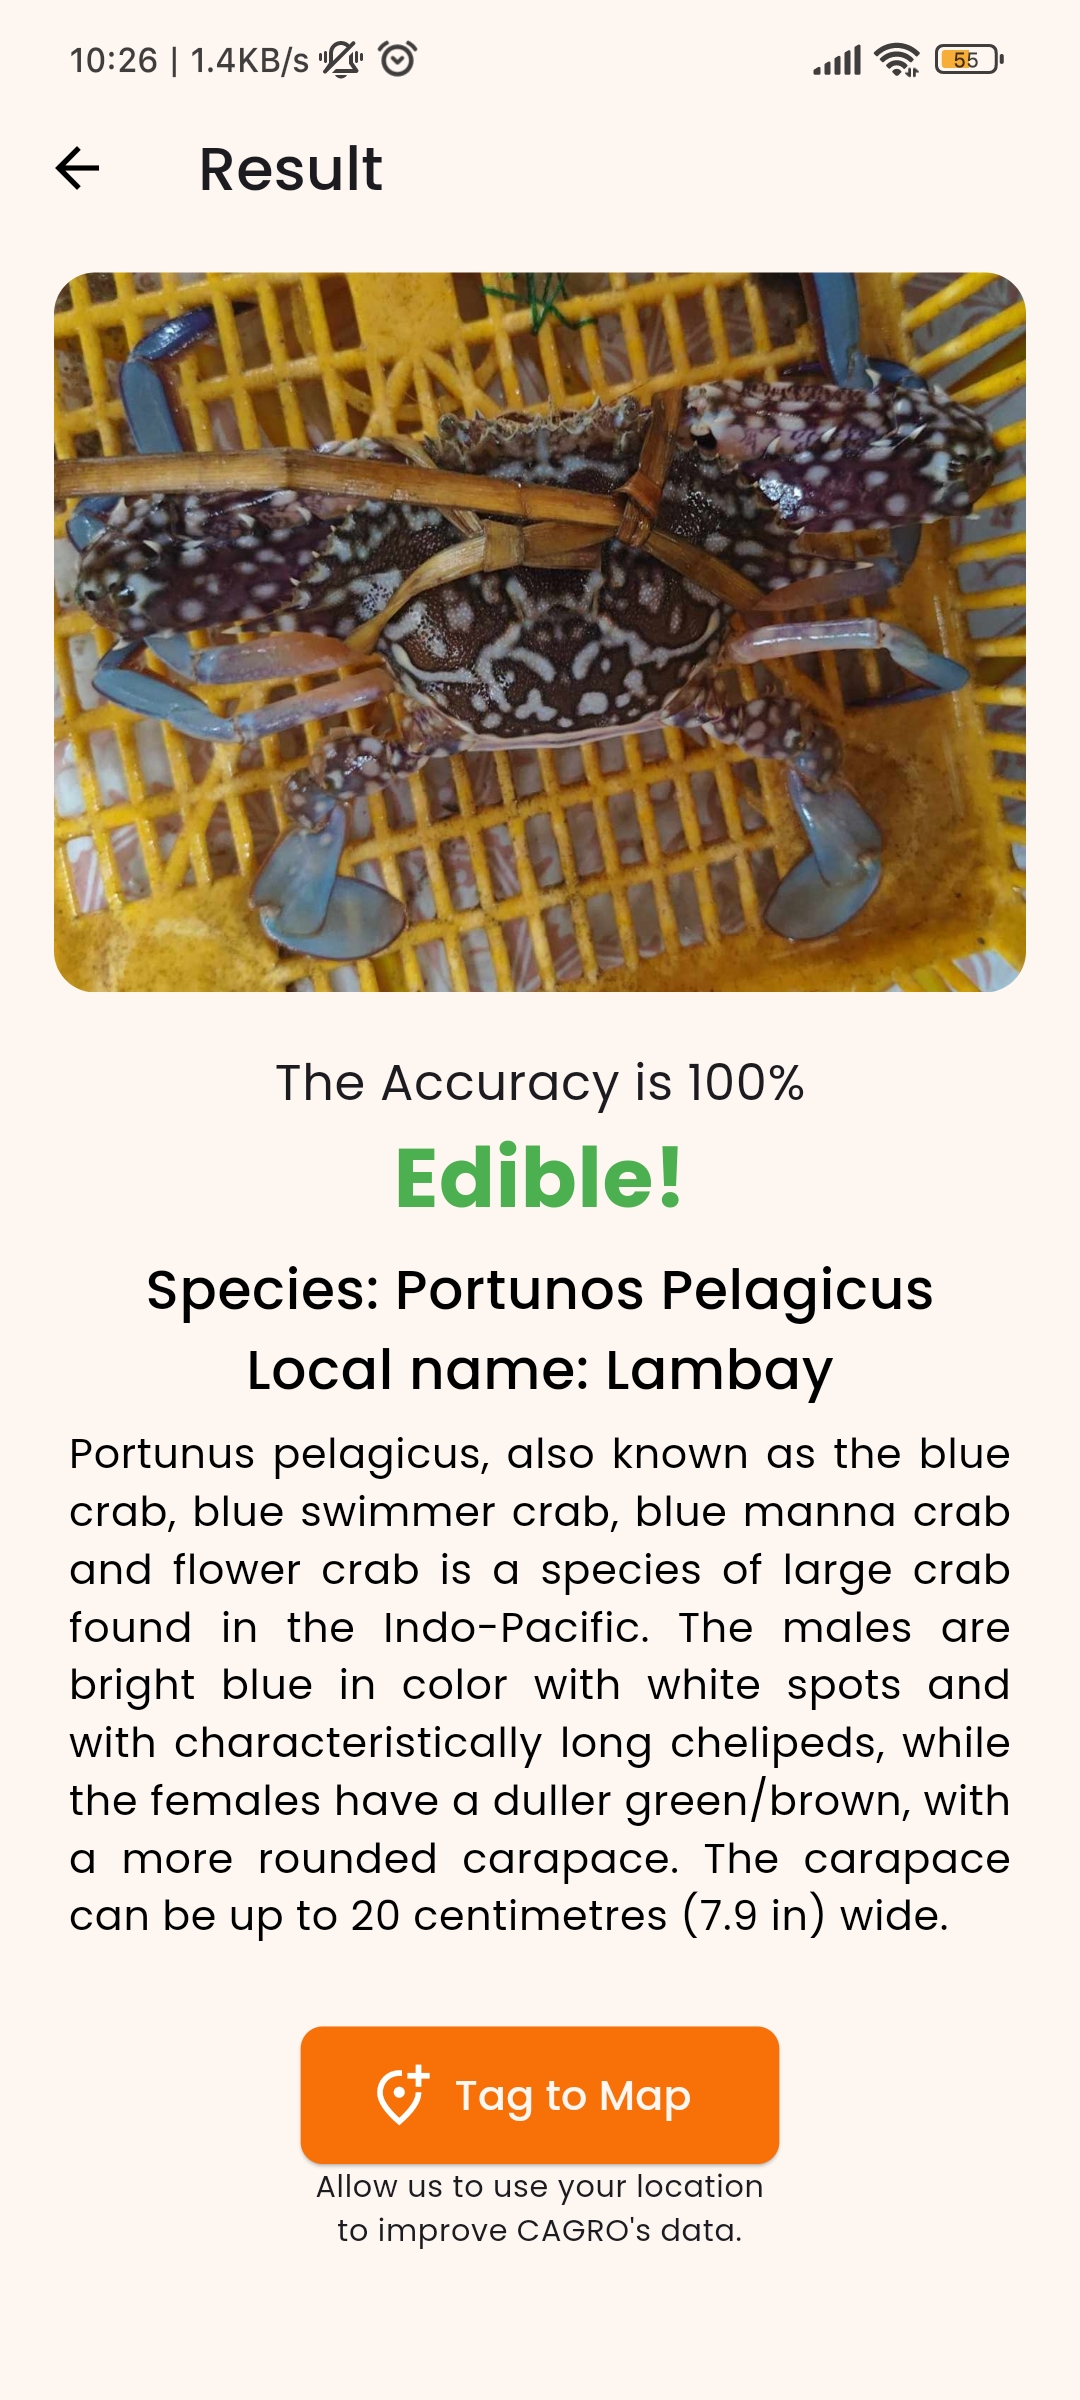 10:26 | 1.4KB/s
55
Result
The Accuracy is 100%
Edible!
Species: Portunos Pelagicus
Local name: Lambay
Portunus pelagicus, also known as the blue
crab, blue swimmer crab, blue manna crab
and flower crab is a species of large crab
found in the Indo-Pacific. The males are
bright blue in color with white spots and
with characteristically long chelipeds, while
the females have a duller green/brown, with
a more rounded carapace. The carapace
can be up to 20 centimetres (7.9 in) wide.
Tag to Map
Allow us to use your location
to improve CAGRO's data.